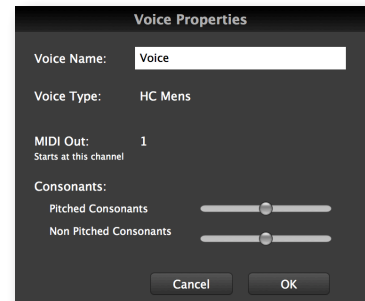 Voice Properties
Voice Name: Voice
Voice Type: HC Mens
MIDI Out: 1
Starts at this channel
Consonants:
Pitched Consonants
Non Pitched Consonants
Cancel OK